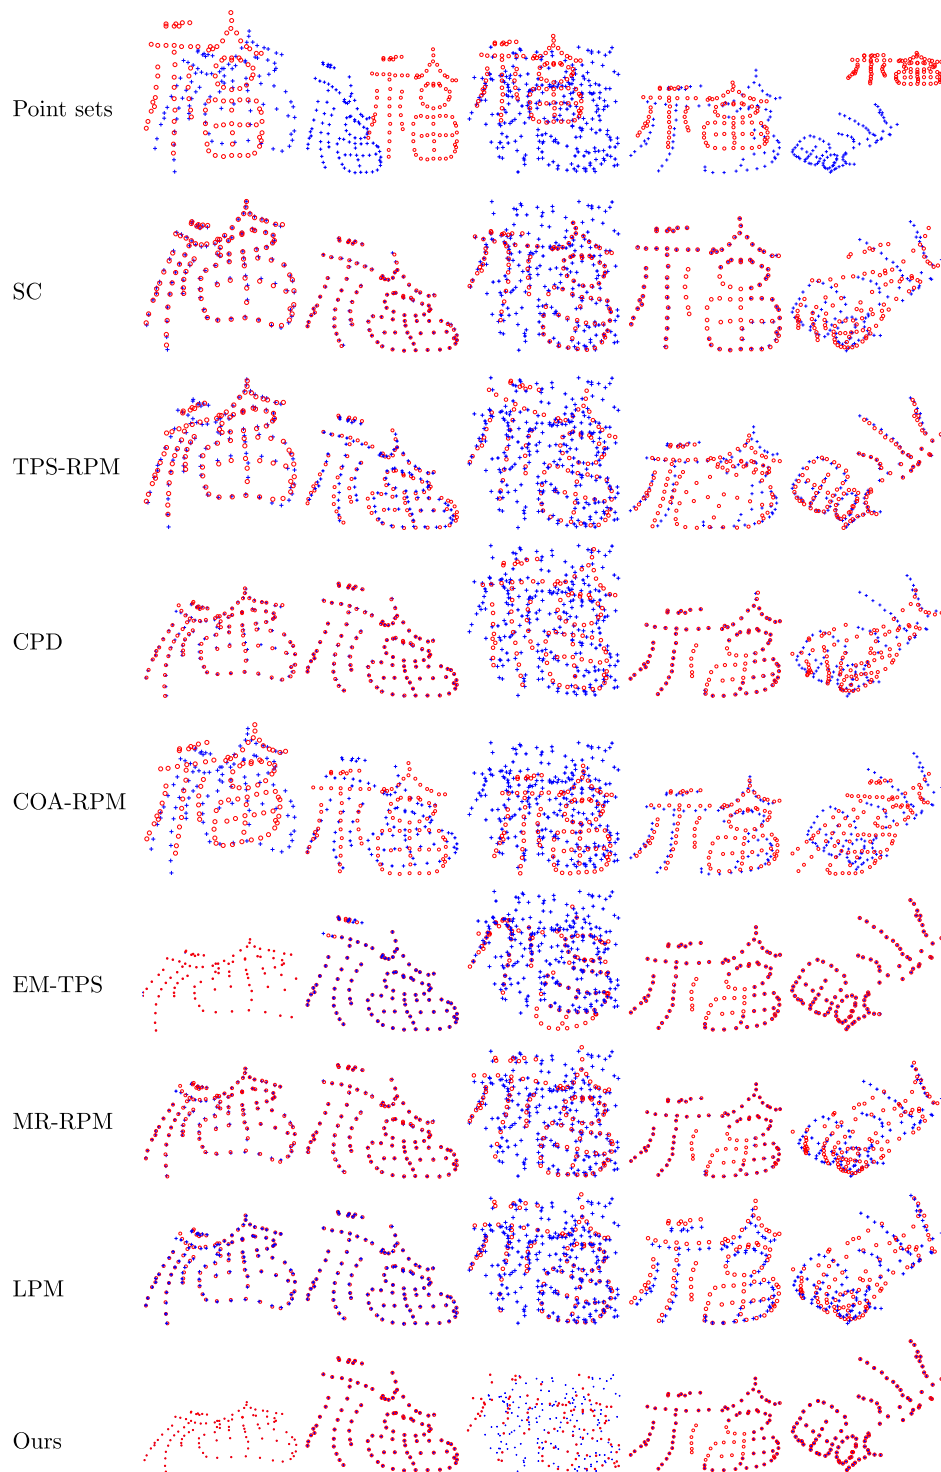 Point sets
SC
TPS-RPM
CPD
COA-RPM
EM-TPS
MR-RPM
LPM
Ours